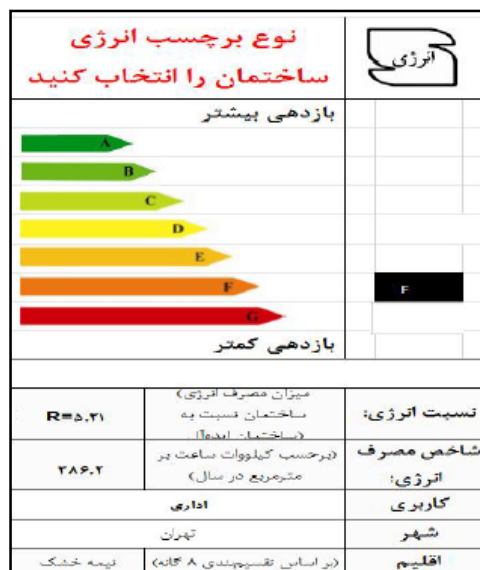 نوع برچسب انرژی
ساختمان را انتخاب کنید
انرژی
بازدهی بیشتر
A
B
C
D
E
F
F
G
بازدهی کمتر
نسبت انرژی:
میزان مصرف انرژی)
ساختمان نسبت به
(ساختمان ایده‌آل
R=۵,۲۱
شاخص مصرف
انرژی:
(برحسب کیلووات ساعت بر
مترمربع در سال)
۲۸۶.۲
کاربری
اداری
شهر
تهران
اقلیم
(بر اساس تقسیم‌بندی ۸ گانه)
نیمه خشک